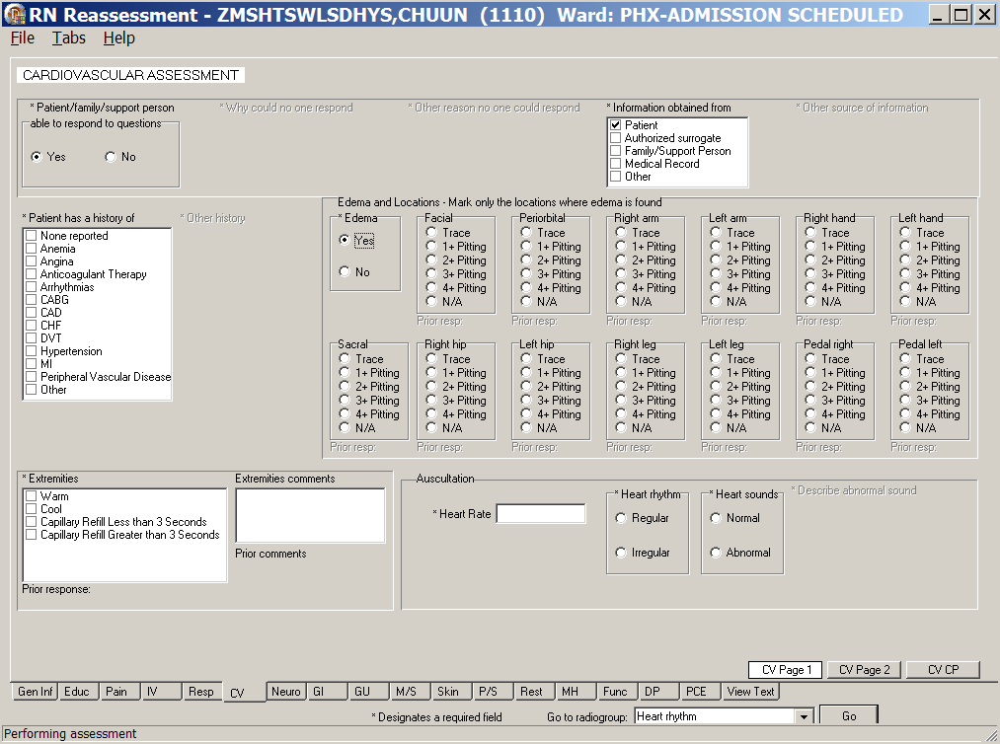 RN Reassessment - ZMSHTSWLSDHYS,CHUUN (1110) Ward: PHX-ADMISSION SCHEDULED
File Tabs Help
CARDIOVASCULAR ASSESSMENT
* Patient/family/support person
able to respond to questions
Yes No
* Why could no one respond
* Other reason no one could respond
* Information obtained from
Patient
Authorized surrogate
Family/Support Person
Medical Record
Other
* Other source of information
* Patient has a history of
None reported
Anemia
Angina
Anticoagulant Therapy
Arrhythmias
CABG
CAD
CHF
DVT
Hypertension
MI
Peripheral Vascular Disease
Other
* Other history
Edema and Locations - Mark only the locations where edema is found
* Edema
Yes
No
Facial
Trace
1+ Pitting
2+ Pitting
3+ Pitting
4+ Pitting
N/A
Prior resp:
Periorbital
Trace
1+ Pitting
2+ Pitting
3+ Pitting
4+ Pitting
N/A
Prior resp:
Right arm
Trace
1+ Pitting
2+ Pitting
3+ Pitting
4+ Pitting
N/A
Prior resp:
Left arm
Trace
1+ Pitting
2+ Pitting
3+ Pitting
4+ Pitting
N/A
Prior resp:
Right hand
Trace
1+ Pitting
2+ Pitting
3+ Pitting
4+ Pitting
N/A
Prior resp:
Left hand
Trace
1+ Pitting
2+ Pitting
3+ Pitting
4+ Pitting
N/A
Prior resp:
Sacral
Trace
1+ Pitting
2+ Pitting
3+ Pitting
4+ Pitting
N/A
Prior resp:
Right hip
Trace
1+ Pitting
2+ Pitting
3+ Pitting
4+ Pitting
N/A
Prior resp:
Left hip
Trace
1+ Pitting
2+ Pitting
3+ Pitting
4+ Pitting
N/A
Prior resp:
Right leg
Trace
1+ Pitting
2+ Pitting
3+ Pitting
4+ Pitting
N/A
Prior resp:
Left leg
Trace
1+ Pitting
2+ Pitting
3+ Pitting
4+ Pitting
N/A
Prior resp:
Pedal right
Trace
1+ Pitting
2+ Pitting
3+ Pitting
4+ Pitting
N/A
Prior resp:
Pedal left
Trace
1+ Pitting
2+ Pitting
3+ Pitting
4+ Pitting
N/A
Prior resp:
* Extremities
Warm
Cool
Capillary Refill Less than 3 Seconds
Capillary Refill Greater than 3 Seconds
Prior response:
Extremities comments
Prior comments
Auscultation
* Heart Rate
* Heart rhythm
Regular
Irregular
* Heart sounds
Normal
Abnormal
* Describe abnormal sound
CV Page 1 CV Page 2 CV CP
Gen Inf Educ Pain IV Resp CV Neuro GI GU M/S Skin P/S Rest MH Func DP PCE View Text
* Designates a required field Go to radiogroup: Heart rhythm Go
Performing assessment